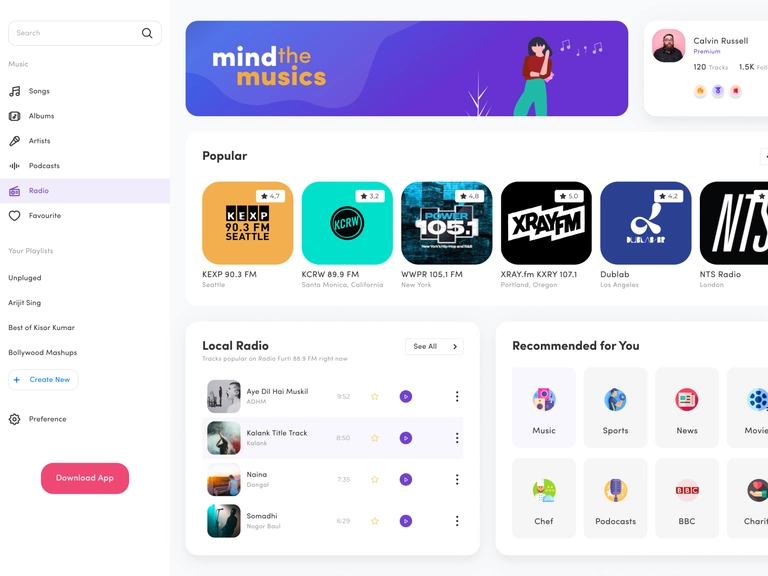 Search
Music
Songs
Albums
Artists
Podcasts
Radio
Favourite
Your Playlists
Unpluged
Arijit Sing
Best of Kisor Kumar
Bollywood Mashups
+ Create New
Preference
Download App
mind the
musics
Calvin Russell
Premium
120 Tracks 1.5K
Popular
4.7
KEXP
90.3 FM
SEATTLE
KEXP 90.3 FM
Seattle
3.2
KCRW
KCRW 89.9 FM
Santa Monica, California
4.8
POWER
105.1
New York's Hip-Hop and R&B
WWPR 105.1 FM
New York
5.0
XRAY.FM
XRAY.fm KXRY 107.1
Portland, Oregon
4.2
Dublab
Los Angeles
NTS
NTS Radio
London
Local Radio
See All
Tracks popular on Radio Furti 88.9 FM right now
Aye Dil Hai Muskil
ADHM
9:52
Kalank Title Track
Kalank
8:50
Naina
Dangal
7:35
Somadhi
Nogor Baul
6:29
Recommended for You
Music
Sports
News
Movie
Chef
Podocasts
BBC
BBC
Charit